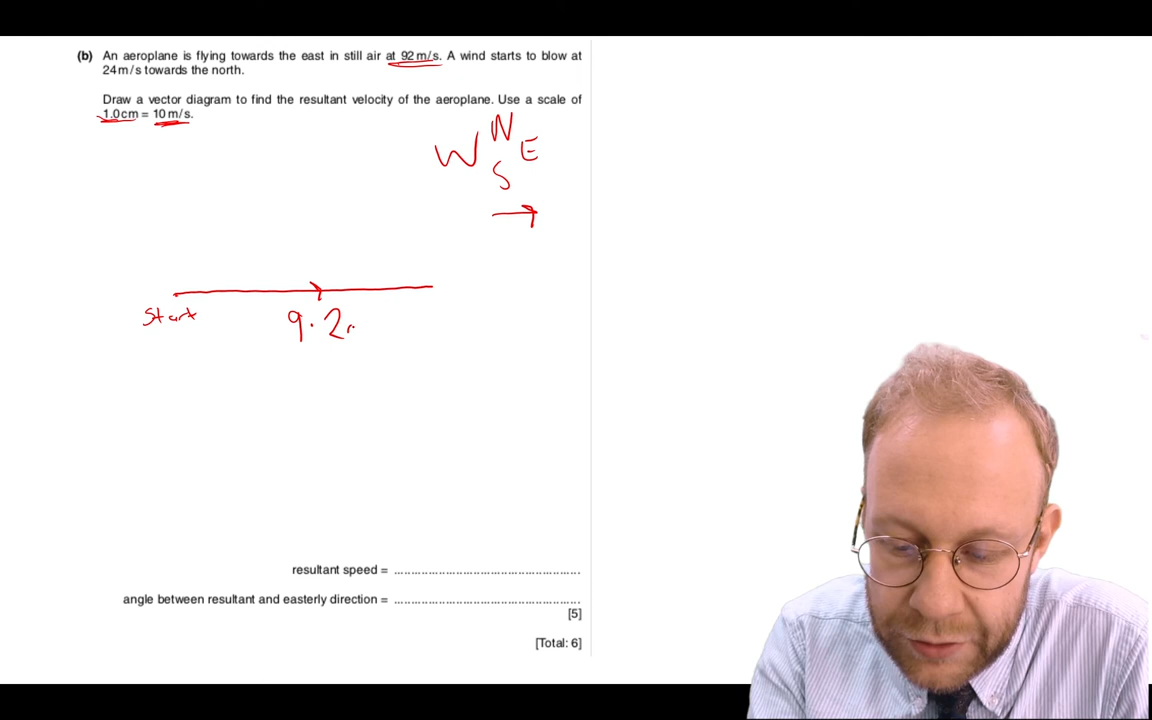 (b) An aeroplane is flying towards the east in still air at 92 m/s. A wind starts to blow at
24 m/s towards the north.
Draw a vector diagram to find the resultant velocity of the aeroplane. Use a scale of
1.0 cm = 10 m/s.
N
W E
S
Start
9.2
resultant speed = ......................................................
angle between resultant and easterly direction = ......................................................
[5]
[Total: 6]